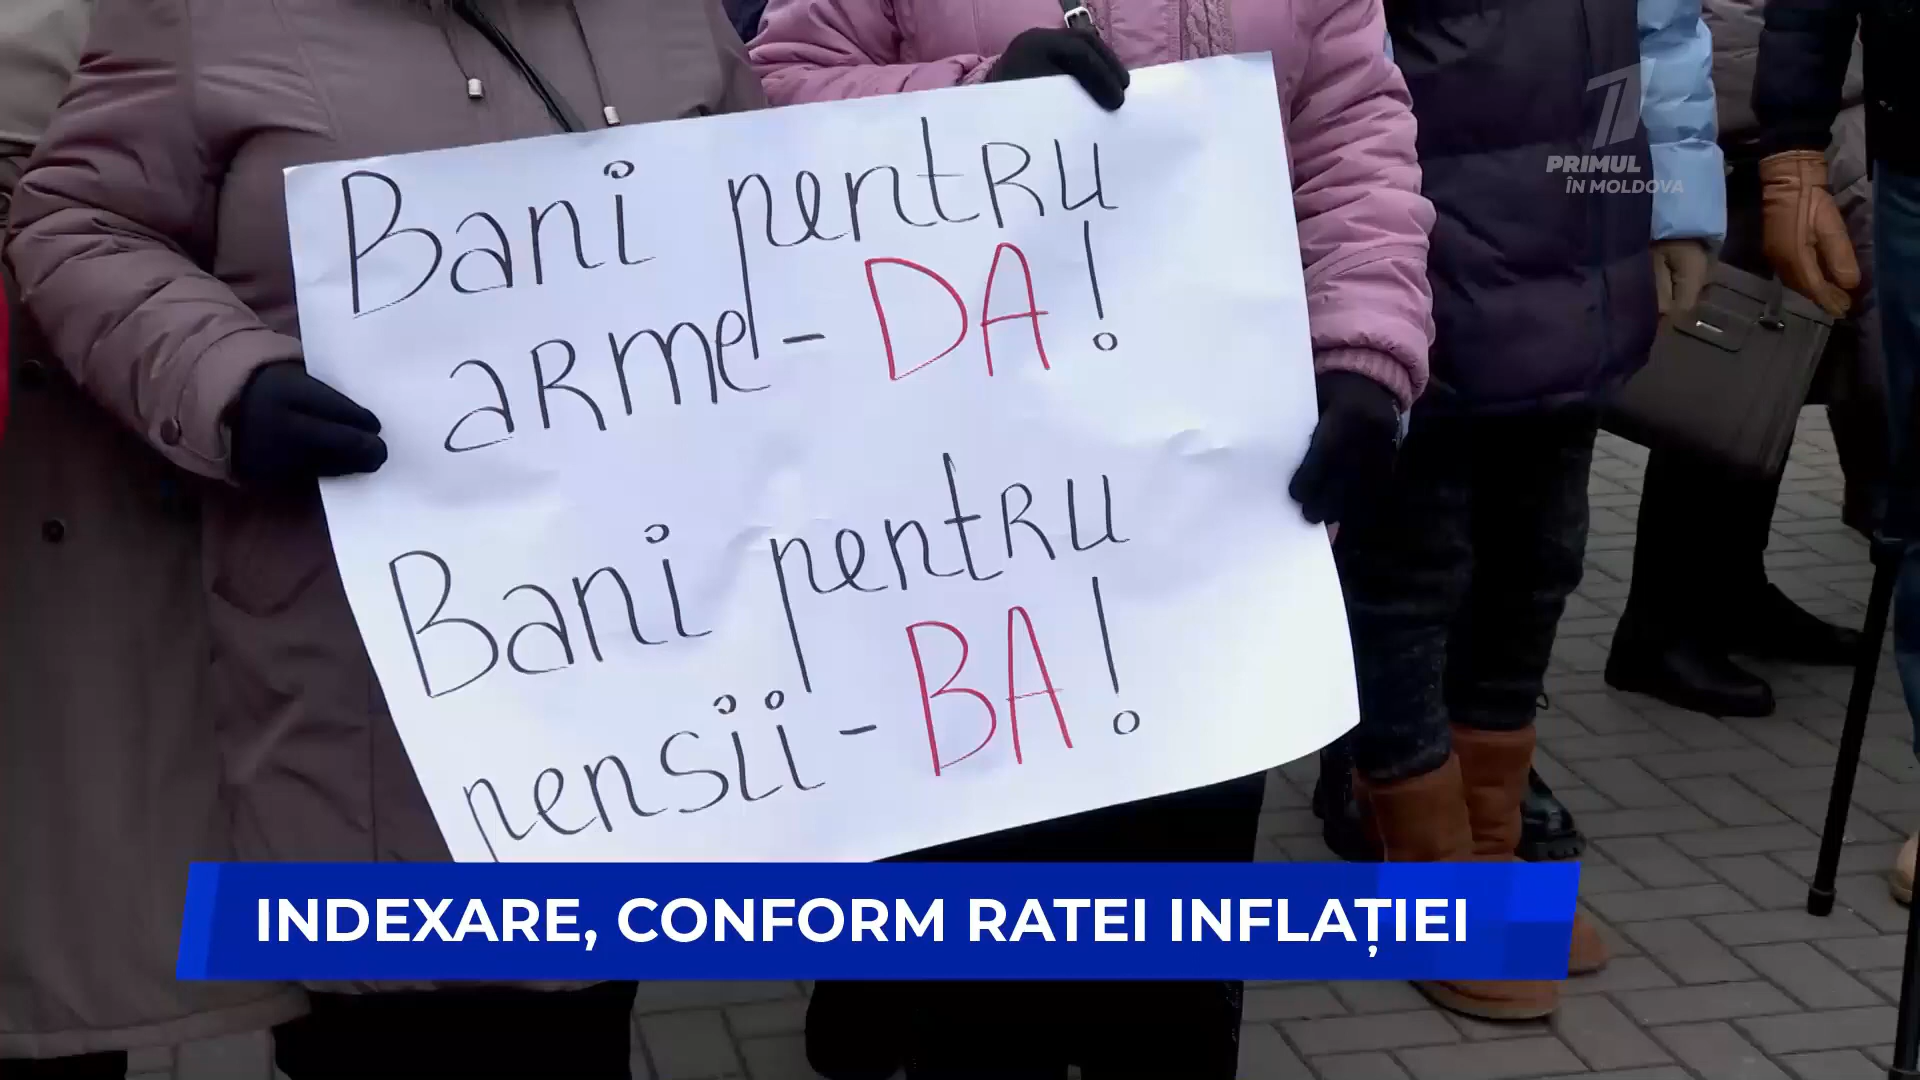 PRIMUL
ÎN MOLDOVA
Bani pentru
arme - DA!
Bani pentru
pensii - BA!
INDEXARE, CONFORM RATEI INFLAȚIEI